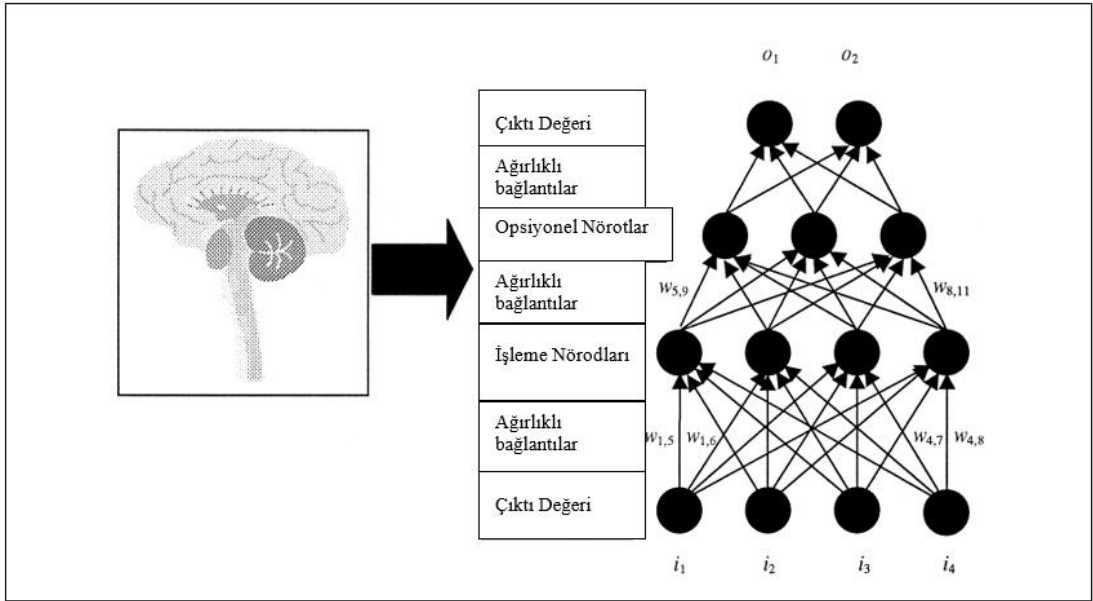 o1 o2
Çıktı Değeri
Ağırlıklı
bağlantılar
Opsiyonel Nörotlar
Ağırlıklı
bağlantılar
w5,9 w8,11
İşleme Nörodları
Ağırlıklı
bağlantılar
w1,5 w1,6 w4,7 w4,8
Çıktı Değeri
i1 i2 i3 i4